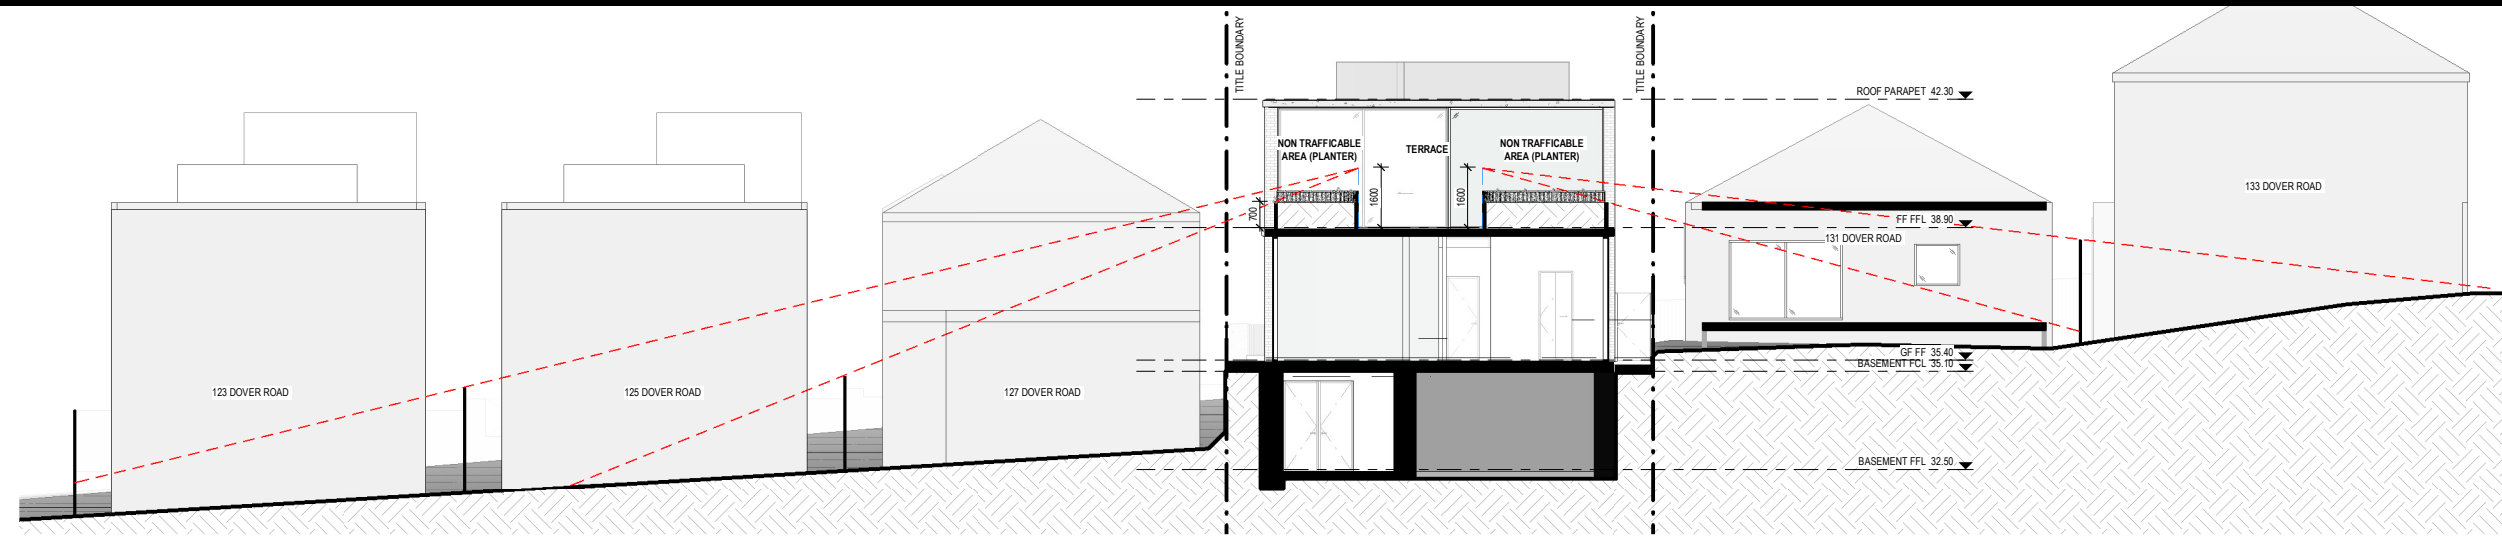 TITLE BOUNDARY
TITLE BOUNDARY
ROOF PARAPET 42.30
NON TRAFFICABLE
AREA (PLANTER)
TERRACE
NON TRAFFICABLE
AREA (PLANTER)
133 DOVER ROAD
1600
1600
700
FF FFL 38.90
131 DOVER ROAD
GF FF 35.40
BASEMENT FCL 35.10
123 DOVER ROAD
125 DOVER ROAD
127 DOVER ROAD
BASEMENT FFL 32.50